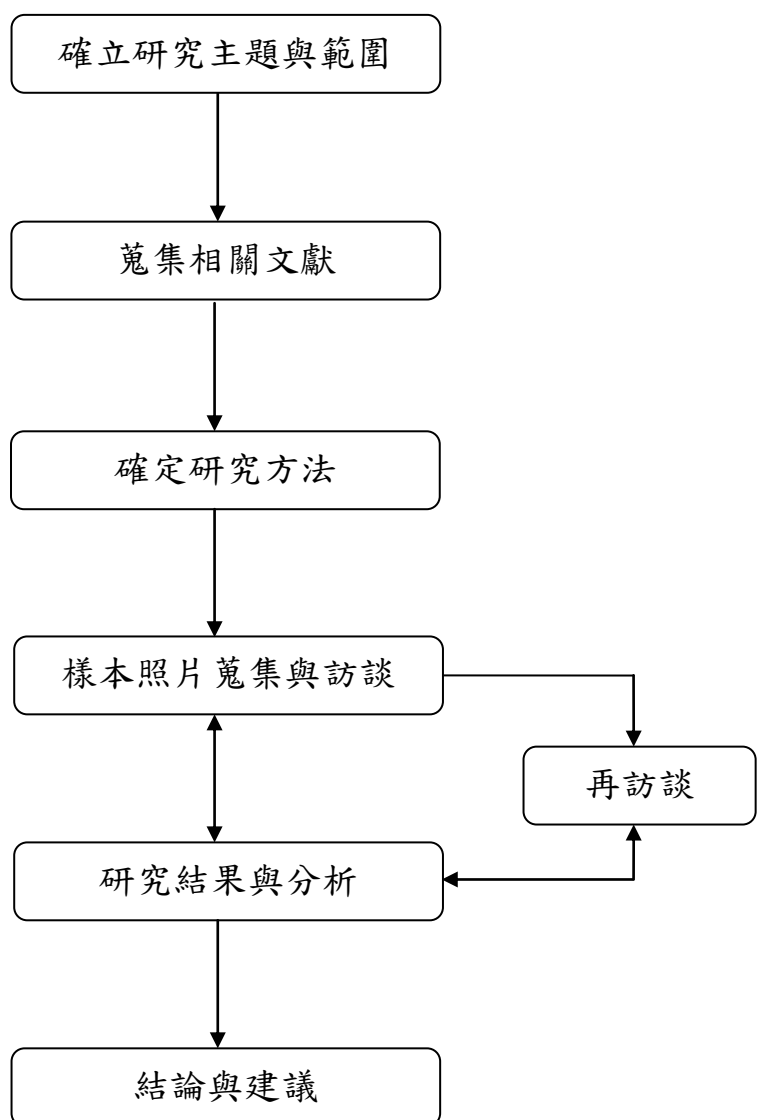 確立研究主題與範圍
蒐集相關文獻
確定研究方法
樣本照片蒐集與訪談
再訪談
研究結果與分析
結論與建議